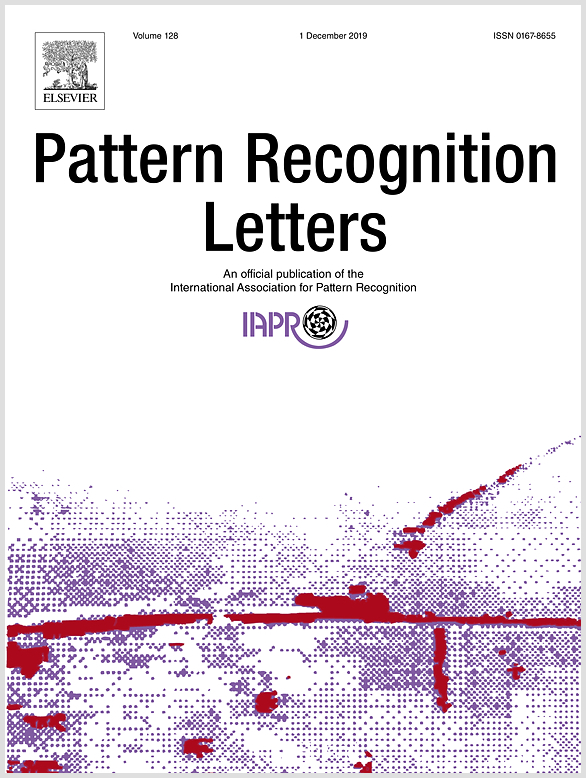 Volume 128
1 December 2019
ISSN 0167-8655
ELSEVIER
Pattern Recognition
Letters
An official publication of the
International Association for Pattern Recognition
IAPR